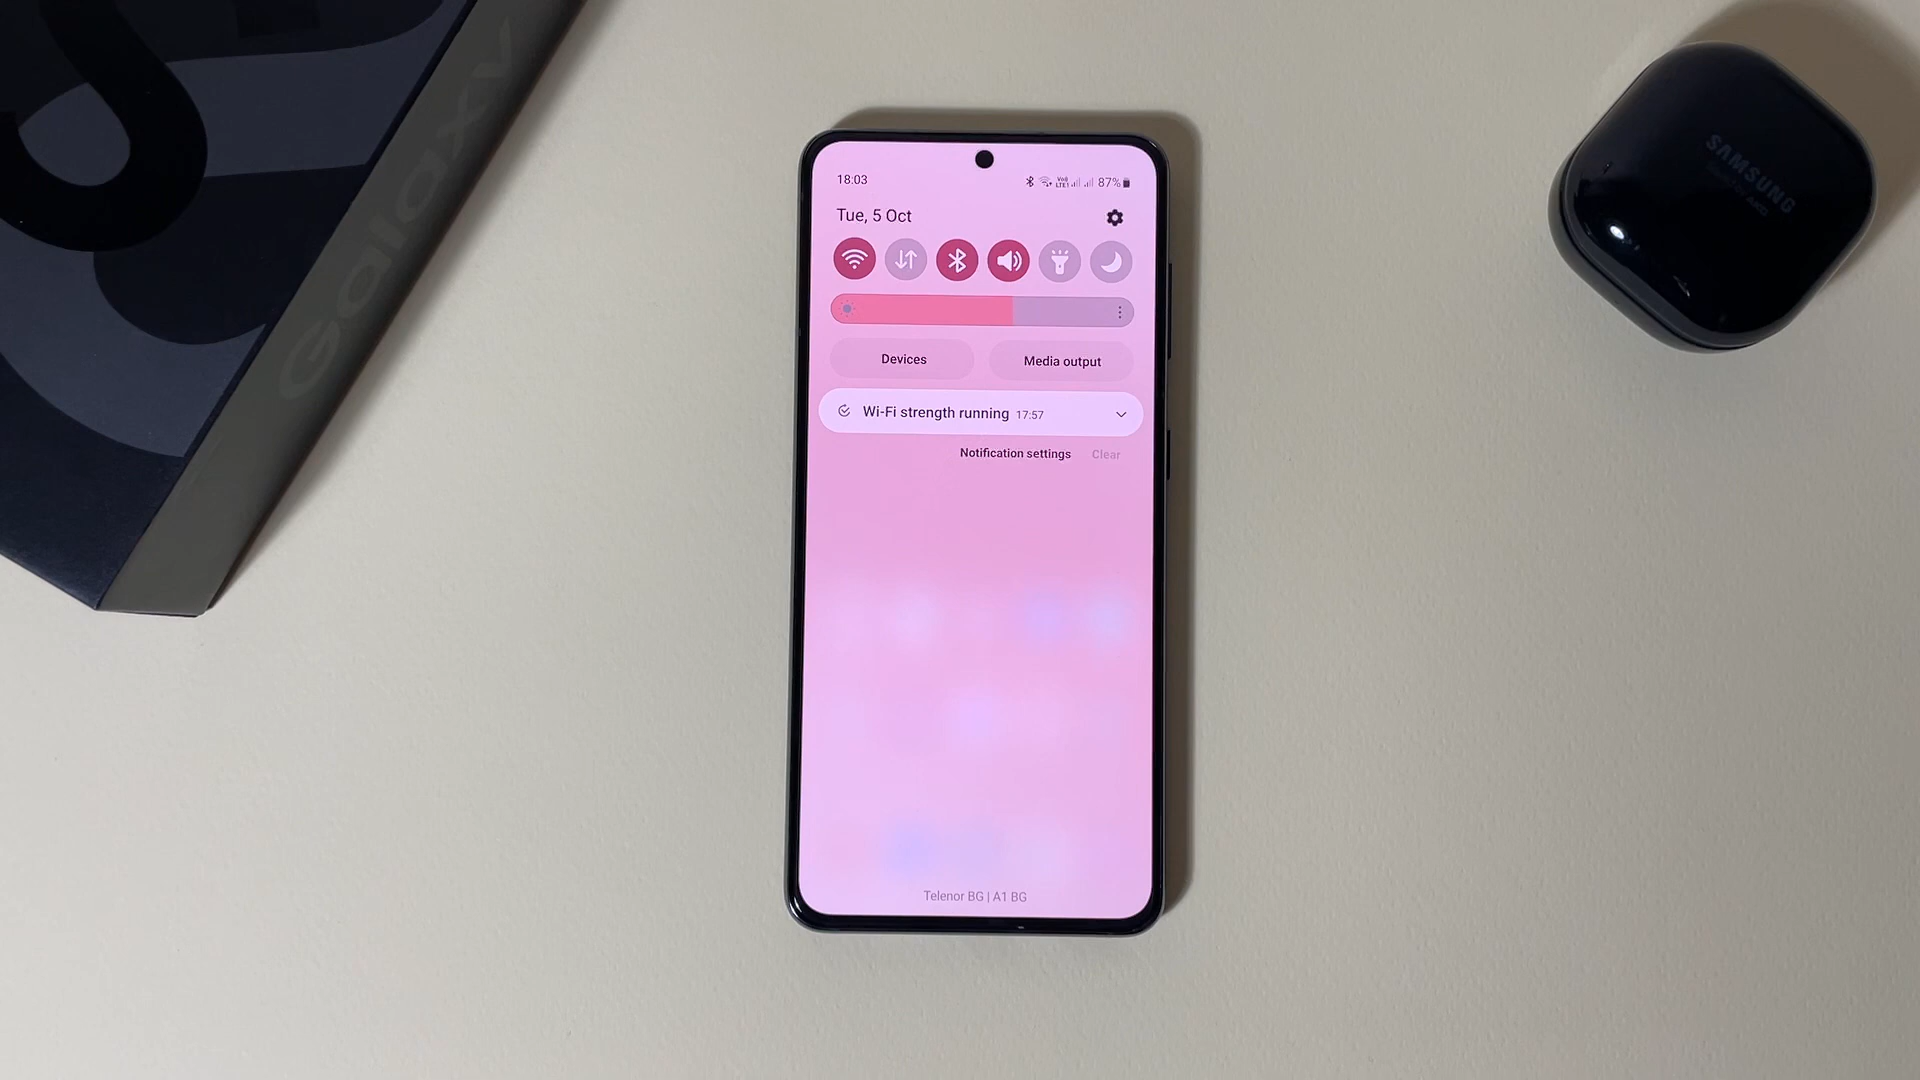 Galaxy
SAMSUNG
18:03
87%
Tue, 5 Oct
Devices
Media output
Wi-Fi strength running 17:57
Notification settings
Clear
Telenor BG | A1 BG